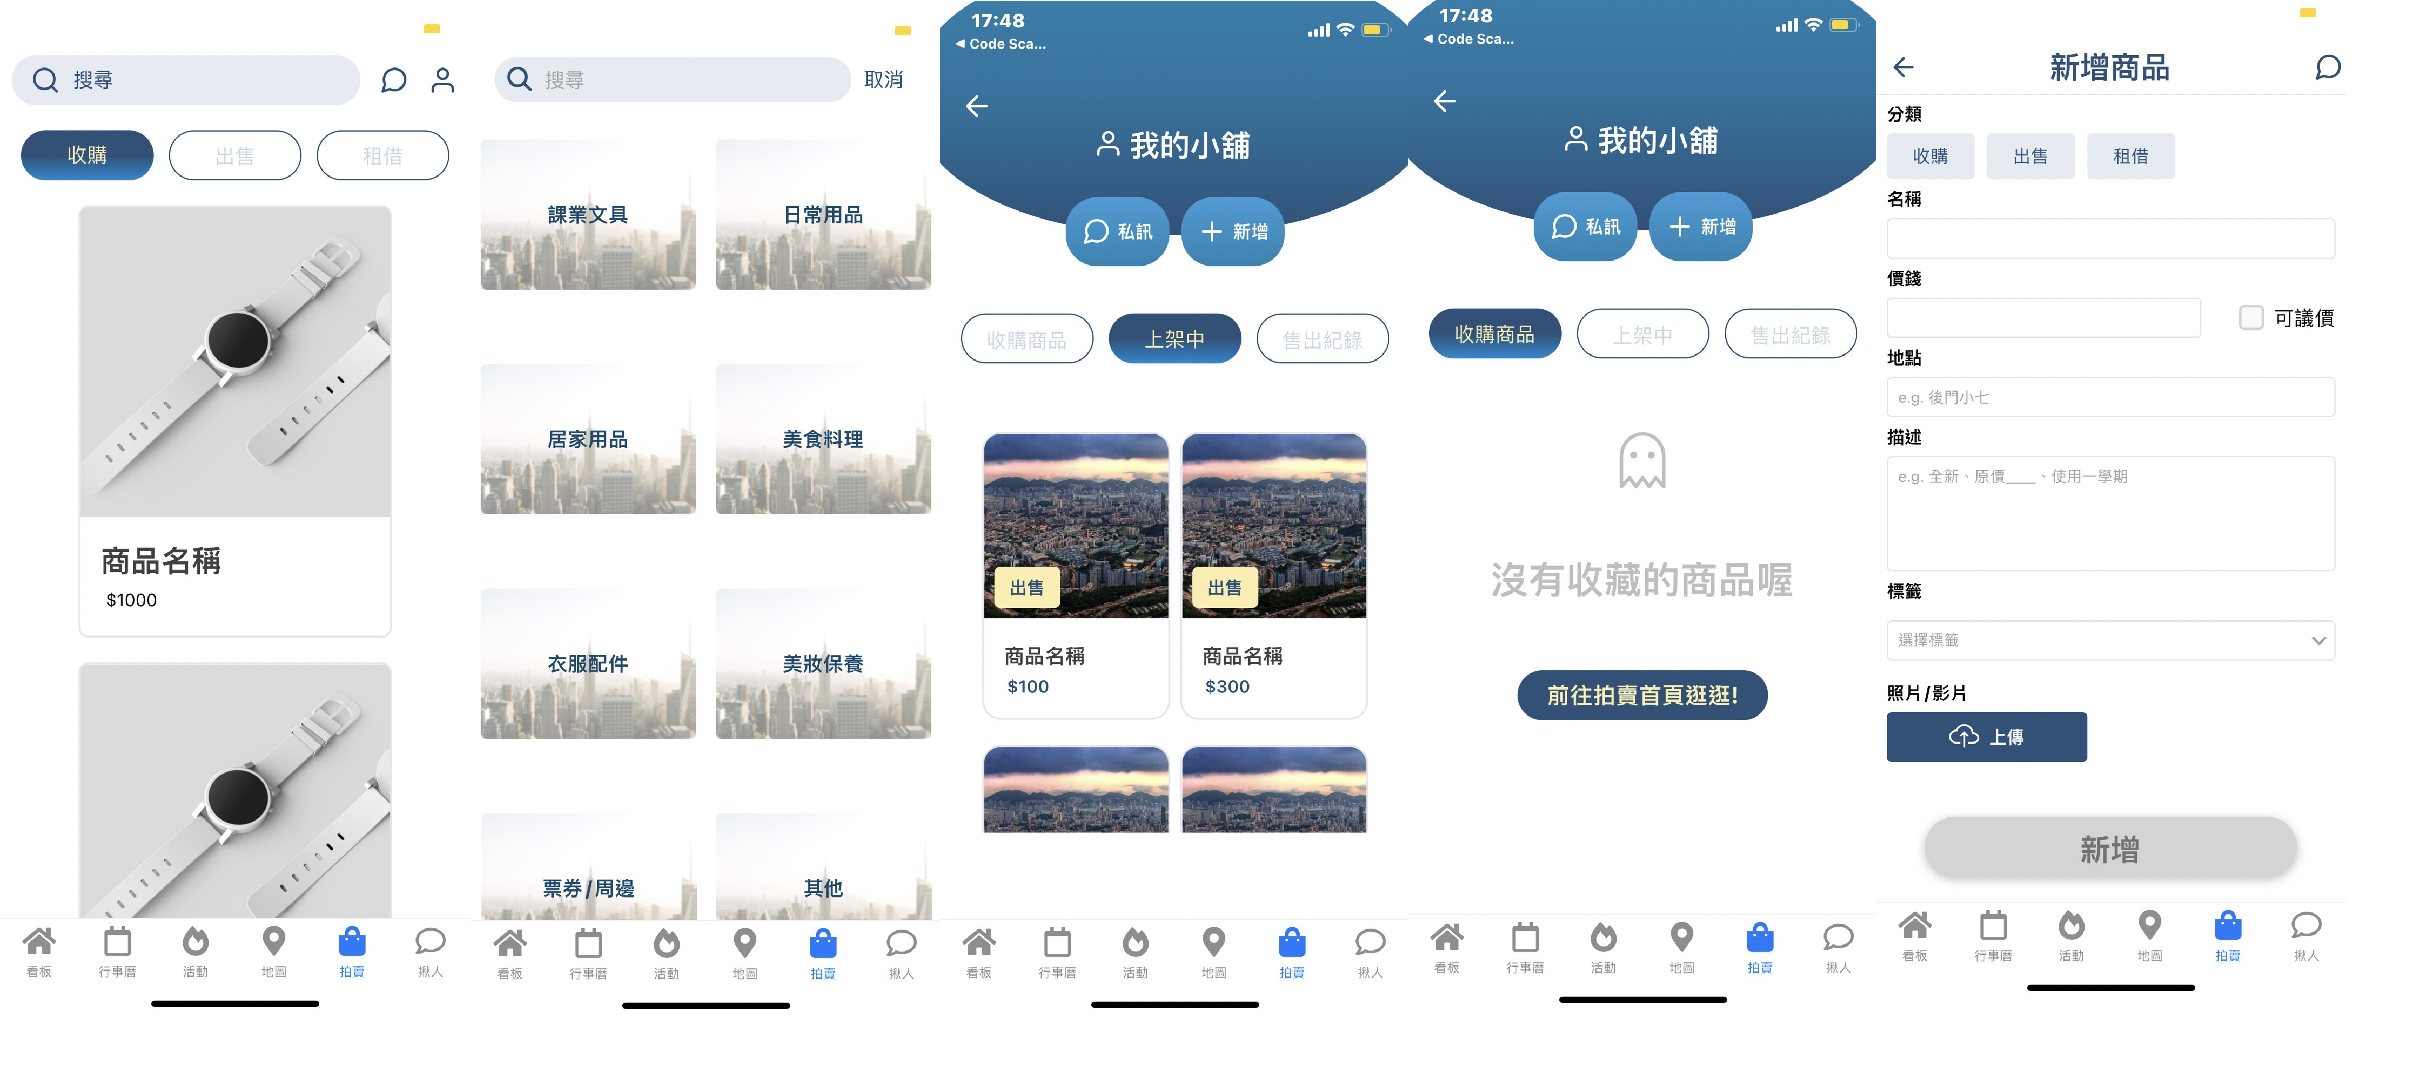 搜尋
收購
出售
租借
商品名稱
$1000
看板
行事曆
活動
地圖
拍賣
揪人
搜尋
取消
課業文具
日常用品
居家用品
美食料理
衣服配件
美妝保養
票券/周邊
其他
看板
行事曆
活動
地圖
拍賣
揪人
17:48
◀ Code Sca...
我的小舖
私訊
新增
收購商品
上架中
售出紀錄
出售
出售
商品名稱
$100
商品名稱
$300
看板
行事曆
活動
地圖
拍賣
揪人
17:48
◀ Code Sca...
我的小舖
私訊
新增
收購商品
上架中
售出紀錄
沒有收藏的商品喔
前往拍賣首頁逛逛!
看板
行事曆
活動
地圖
拍賣
揪人
新增商品
分類
收購
出售
租借
名稱
價錢
可議價
地點
e.g. 後門小七
描述
e.g. 全新、原價____、使用一學期
標籤
選擇標籤
照片/影片
上傳
新增
看板
行事曆
活動
地圖
拍賣
揪人